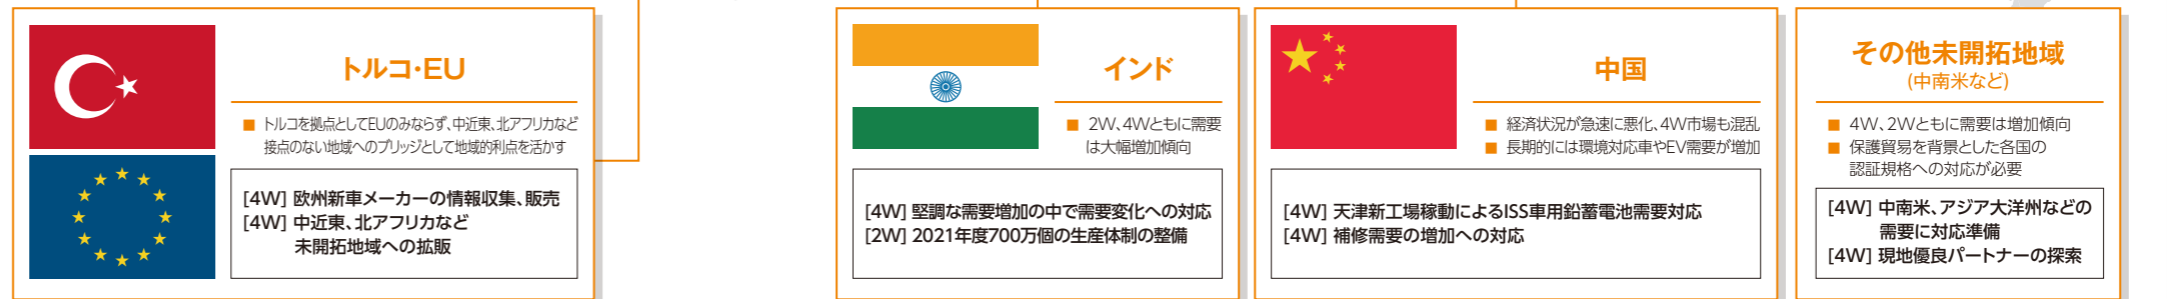 トルコ・EU
■ トルコを拠点としてEUのみならず、中近東、北アフリカなど
接点のない地域へのブリッジとして地域的利点を活かす
[4W] 欧州新車メーカーの情報収集、販売
[4W] 中近東、北アフリカなど
未開拓地域への拡販
インド
■ 2W、4Wともに需要
は大幅増加傾向
[4W] 堅調な需要増加の中で需要変化への対応
[2W] 2021年度700万個の生産体制の整備
中国
■ 経済状況が急速に悪化、4W市場も混乱
■ 長期的には環境対応車やEV需要が増加
[4W] 天津新工場稼動によるISS車用鉛蓄電池需要対応
[4W] 補修需要の増加への対応
その他未開拓地域
(中南米など)
■ 4W、2Wともに需要は増加傾向
■ 保護貿易を背景とした各国の
認証規格への対応が必要
[4W] 中南米、アジア大洋州などの
需要に対応準備
[4W] 現地優良パートナーの探索